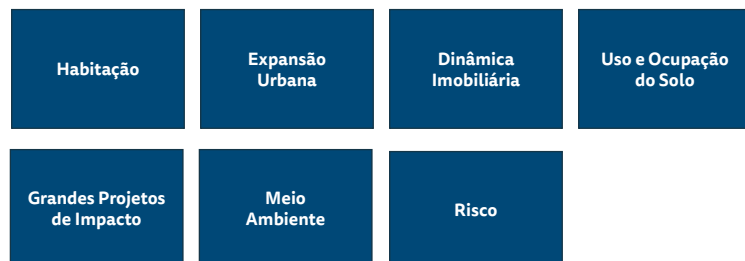 Habitação
Expansão
Urbana
Dinâmica
Imobiliária
Uso e Ocupação
do Solo
Grandes Projetos
de Impacto
Meio
Ambiente
Risco